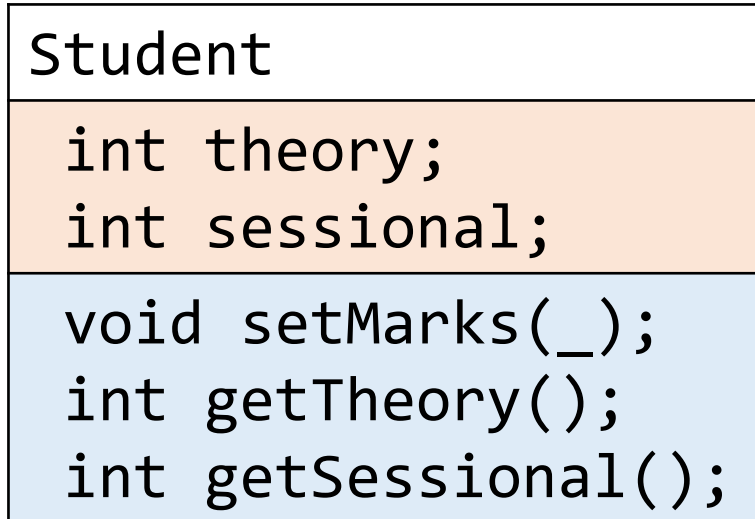 Student
int theory;
int sessional;
void setMarks(_);
int getTheory();
int getSessional();